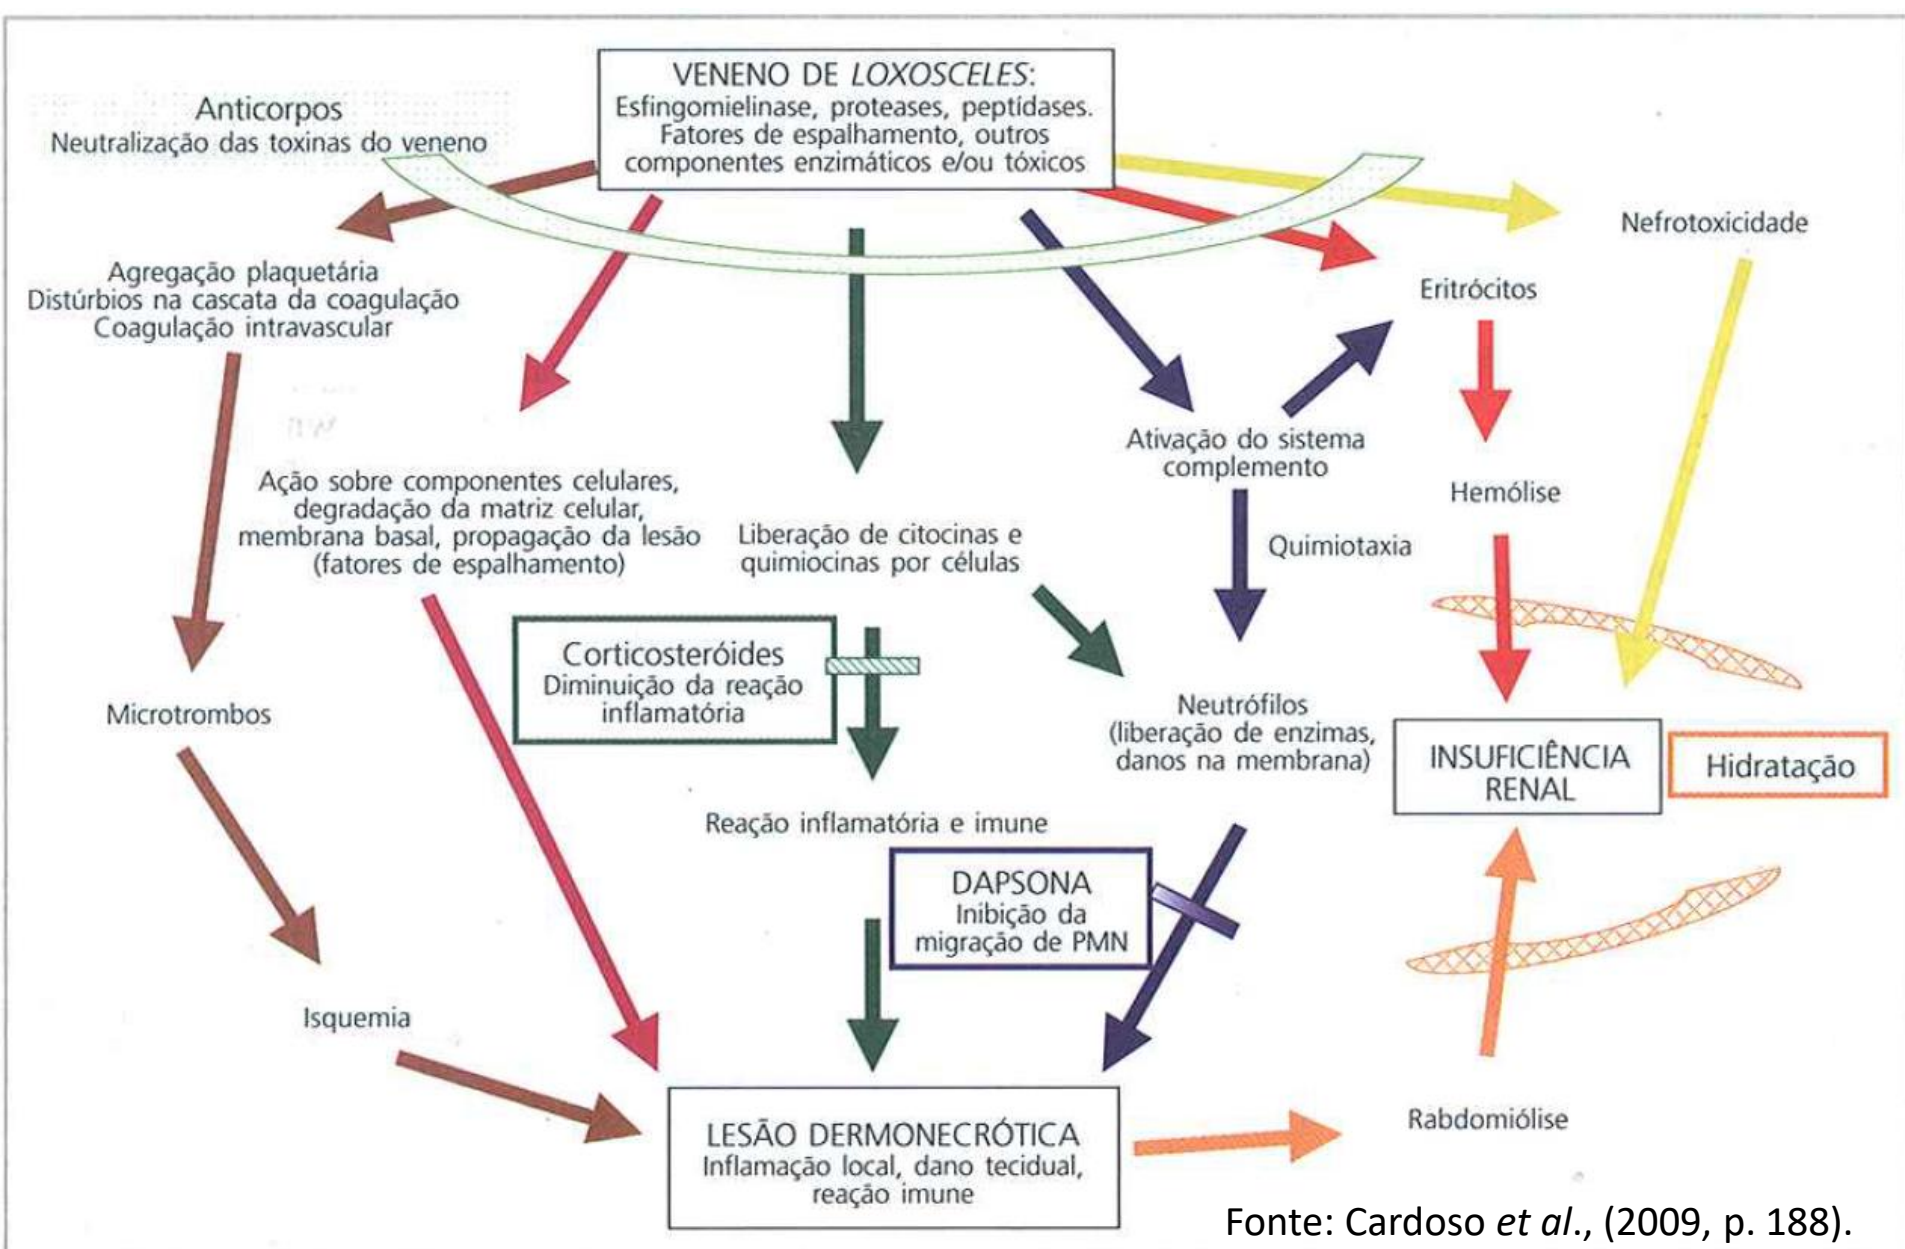 VENENO DE LOXOSCELES:
Esfingomielinase, proteases, peptídases.
Fatores de espalhamento, outros
componentes enzimáticos e/ou tóxicos
Anticorpos
Neutralização das toxinas do veneno
Nefrotoxicidade
Agregação plaquetária
Distúrbios na cascata da coagulação
Coagulação intravascular
Eritrócitos
Ativação do sistema
complemento
Ação sobre componentes celulares,
degradação da matriz celular,
membrana basal, propagação da lesão
(fatores de espalhamento)
Liberação de citocinas e
quimiocinas por células
Quimiotaxia
Hemólise
Corticosteróides
Diminuição da reação
inflamatória
Microtrombos
Neutrófilos
(liberação de enzimas,
danos na membrana)
INSUFICIÊNCIA
RENAL
Hidratação
Reação inflamatória e imune
DAPSONA
Inibição da
migração de PMN
Isquemia
LESÃO DERMONECRÓTICA
Inflamação local, dano tecidual,
reação imune
Rabdomiólise
Fonte: Cardoso et al., (2009, p. 188).